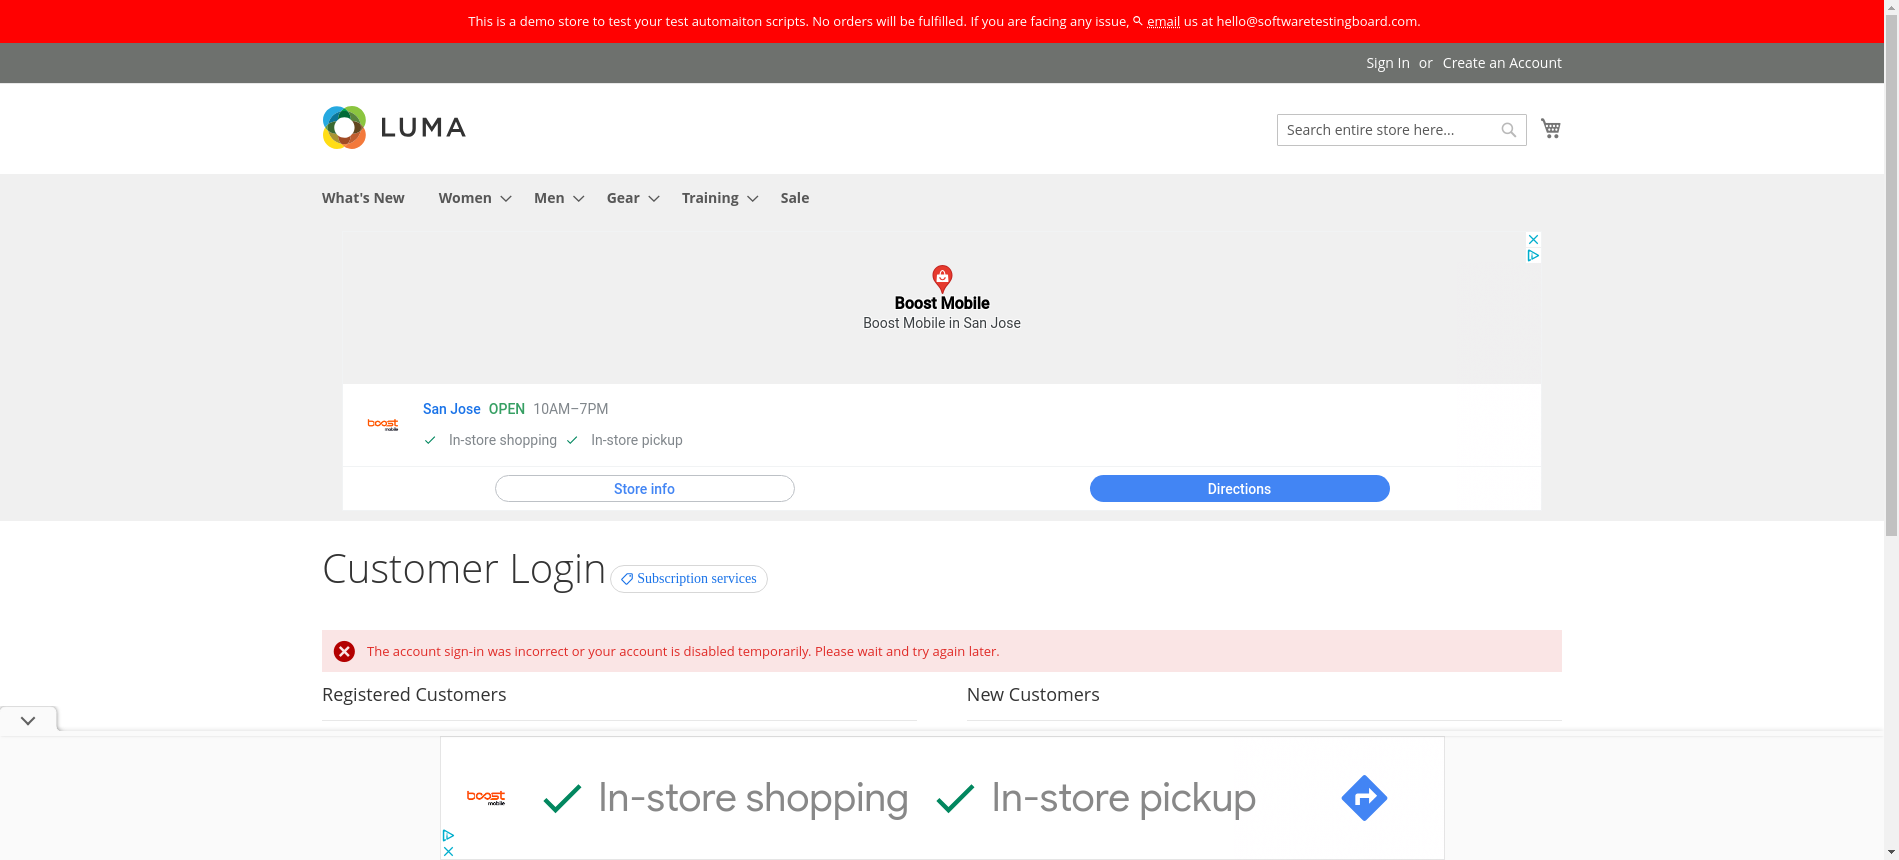 This is a demo store to test your test automaiton scripts. No orders will be fulfilled. If you are facing any issue, email us at hello@softwaretestingboard.com.
Sign In or Create an Account
LUMA
Search entire store here...
What's New Women Men Gear Training Sale
Boost Mobile
Boost Mobile in San Jose
boost mobile
San Jose OPEN 10AM–7PM
In-store shopping In-store pickup
Store info Directions
Customer Login Subscription services
The account sign-in was incorrect or your account is disabled temporarily. Please wait and try again later.
Registered Customers New Customers
boost mobile
In-store shopping In-store pickup